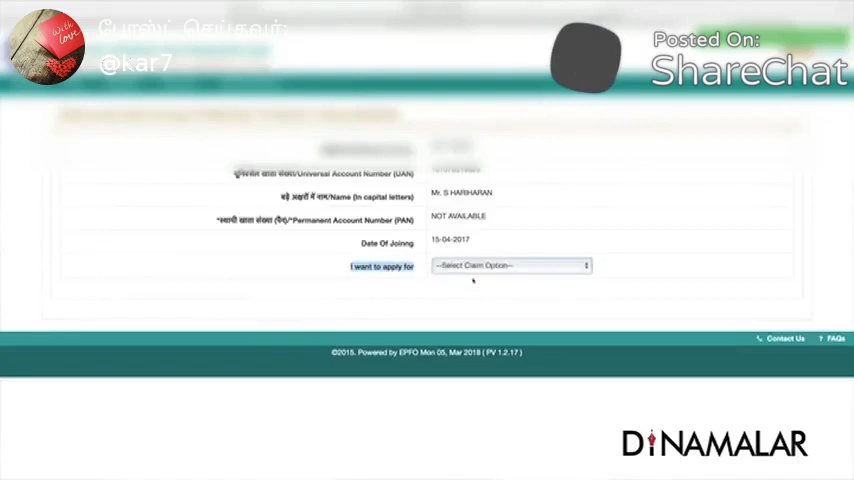 போஸ்ட் செய்தவர்:
@kar7
Posted On:
ShareChat
यूनिवर्सल खाता संख्या/Universal Account Number (UAN)
बड़े अक्षरों में नाम/Name (In capital letters)
Mr. S HARIHARAN
*स्थायी खाता संख्या (पैन)/*Permanent Account Number (PAN)
NOT AVAILABLE
Date Of Joinng
15-04-2017
I want to apply for
--Select Claim Option--
Contact Us
? FAQs
©2015. Powered by EPFO Mon 05, Mar 2018 ( PV 1.2.17 )
DINAMALAR